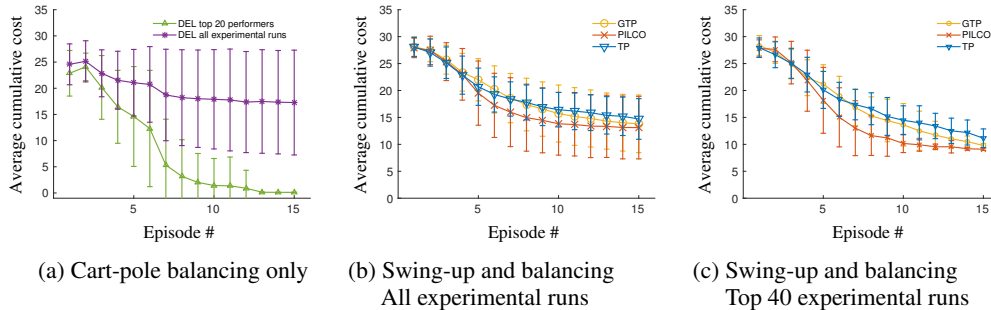 DEL top 20 performers
DEL all experimental runs
35
30
25
20
15
10
5
0
Average cumulative cost
5
10
15
Episode #
(a) Cart-pole balancing only
GTP
PILCO
TP
35
30
25
20
15
10
5
0
Average cumulative cost
5
10
15
Episode #
(b) Swing-up and balancing
All experimental runs
GTP
PILCO
TP
35
30
25
20
15
10
5
0
Average cumulative cost
5
10
15
Episode #
(c) Swing-up and balancing
Top 40 experimental runs